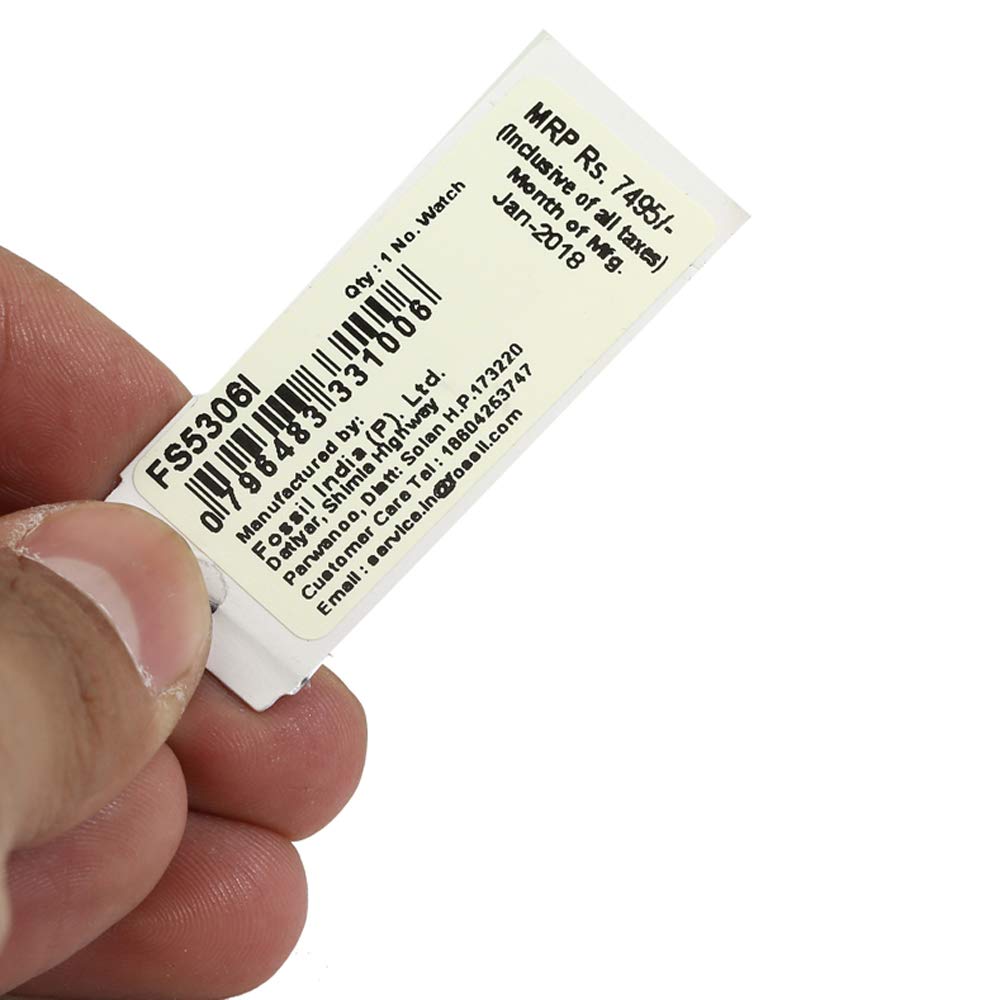 FS5306I
Qty : 1 No. Watch
0 796483 331006
Manufactured by:
Fossil India (P). Ltd.
Datiyar, Shimla Highway
Parwanoo, Distt: Solan H.P.173220
Customer Care Tel : 18604253747
Email : service.in@fossil.com
MRP Rs. 7495/-
(Inclusive of all taxes)
Month of Mfg.
Jan-2018